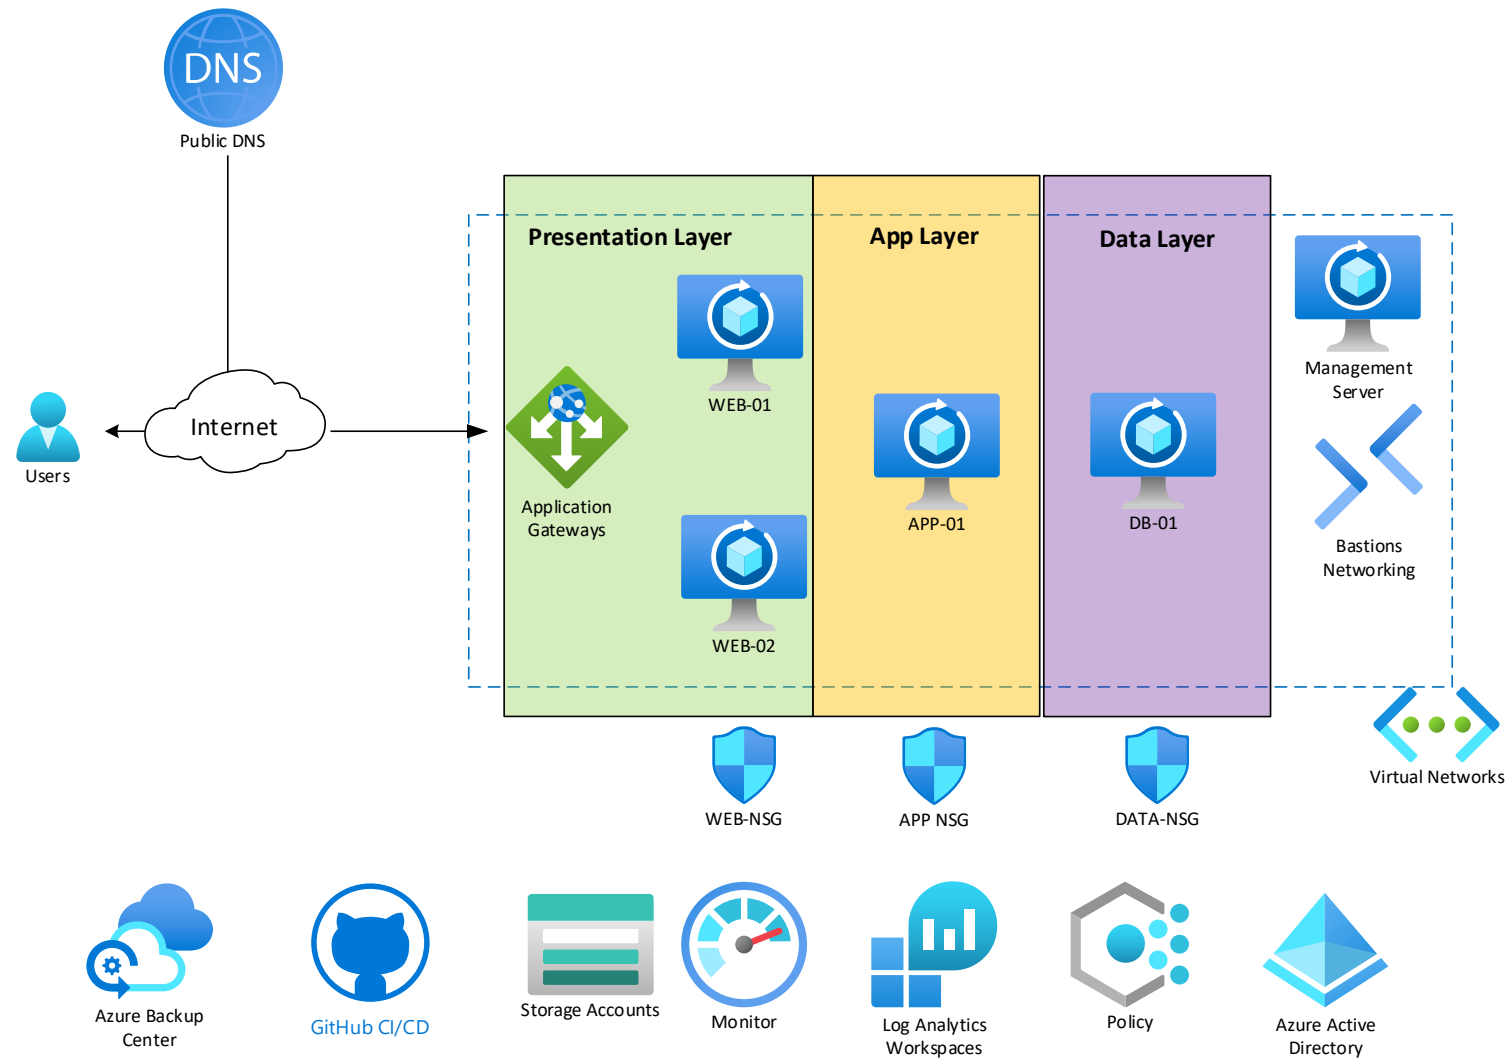 DNS
Public DNS
Presentation Layer
App Layer
Data Layer
WEB-01
Management
Server
Internet
Users
Application
Gateways
APP-01
DB-01
Bastions
Networking
WEB-02
Virtual Networks
WEB-NSG
APP NSG
DATA-NSG
Azure Backup
Center
GitHub CI/CD
Storage Accounts
Monitor
Log Analytics
Workspaces
Policy
Azure Active
Directory